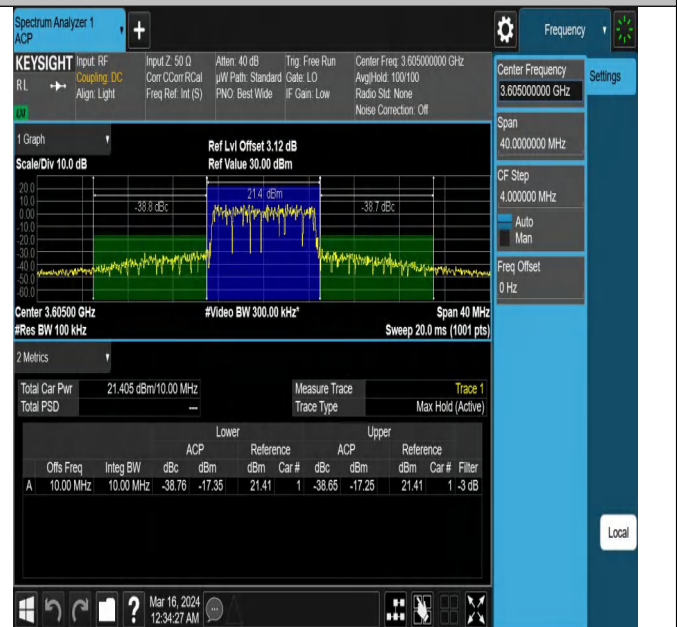 Spectrum Analyzer 1
ACP
Frequency
KEYSIGHT Input: RF Input Z: 50 Ω Atten: 40 dB Trig: Free Run Center Freq: 3.605000000 GHz
RL Coupling: DC Corr CCorr RCal µW Path: Standard Gate: LO Avg|Hold: 100/100
Align: Light Freq Ref: Int (S) PNO: Best Wide IF Gain: Low Radio Std: None
Noise Correction: Off
LXI
Center Frequency
3.605000000 GHz
Settings
Span
40.0000000 MHz
CF Step
4.000000 MHz
Auto
Man
Freq Offset
0 Hz
1 Graph
Ref Lvl Offset 3.12 dB
Scale/Div 10.0 dB Ref Value 30.00 dBm
20.0
10.0
0.00
-10.0
-20.0
-30.0
-40.0
-50.0
-60.0
-38.8 dBc
21.4 dBm
-38.7 dBc
Center 3.60500 GHz #Video BW 300.00 kHz* Span 40 MHz
#Res BW 100 kHz Sweep 20.0 ms (1001 pts)
2 Metrics
Total Car Pwr 21.405 dBm/10.00 MHz Measure Trace Trace 1
Total PSD --- Trace Type Max Hold (Active)
Lower Upper
ACP Reference ACP Reference
Offs Freq Integ BW dBc dBm dBm Car # dBc dBm dBm Car # Filter
A 10.00 MHz 10.00 MHz -38.76 -17.35 21.41 1 -38.65 -17.25 21.41 1 -3 dB
Local
?
Mar 16, 2024
12:34:27 AM